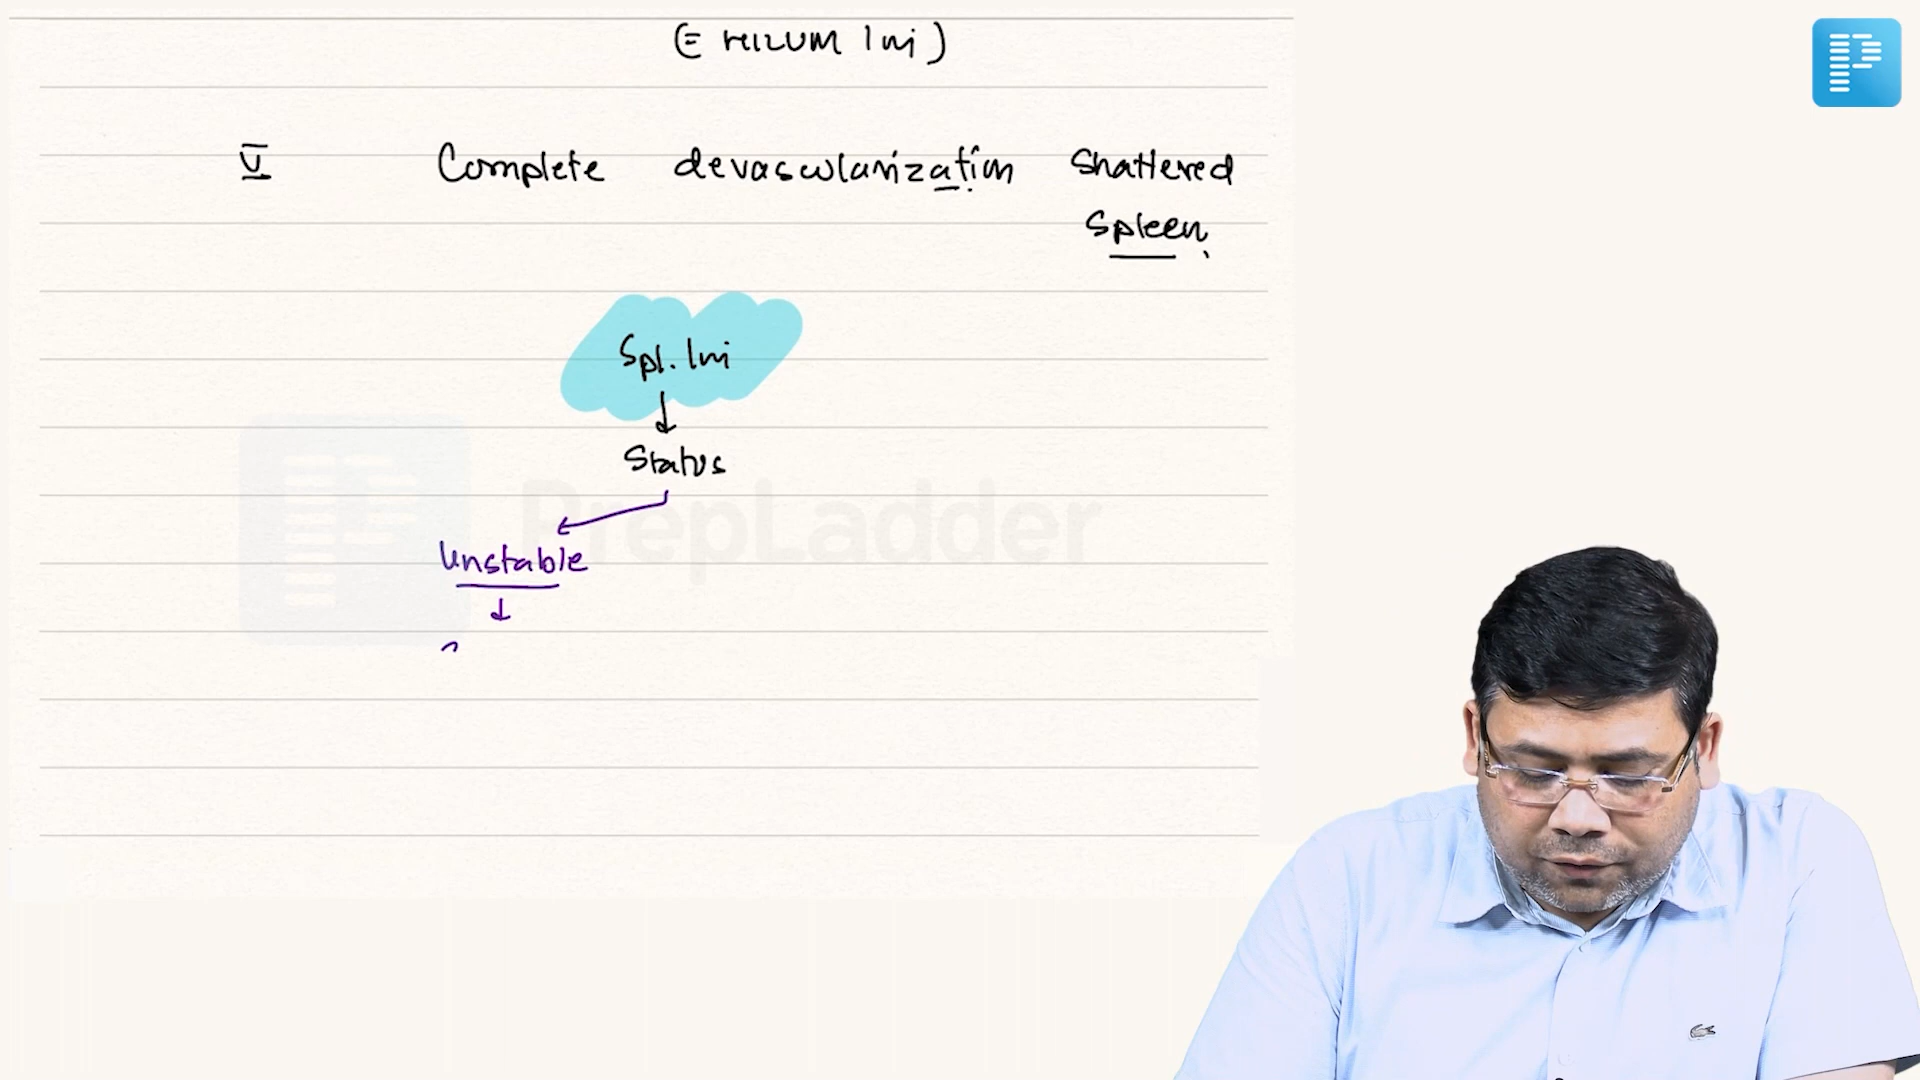 (C̄ HILUM Inj)
V Complete devascularization Shattered
Spleen.
Spl. Inj
↓
Status
Unstable
↓
PrepLadder